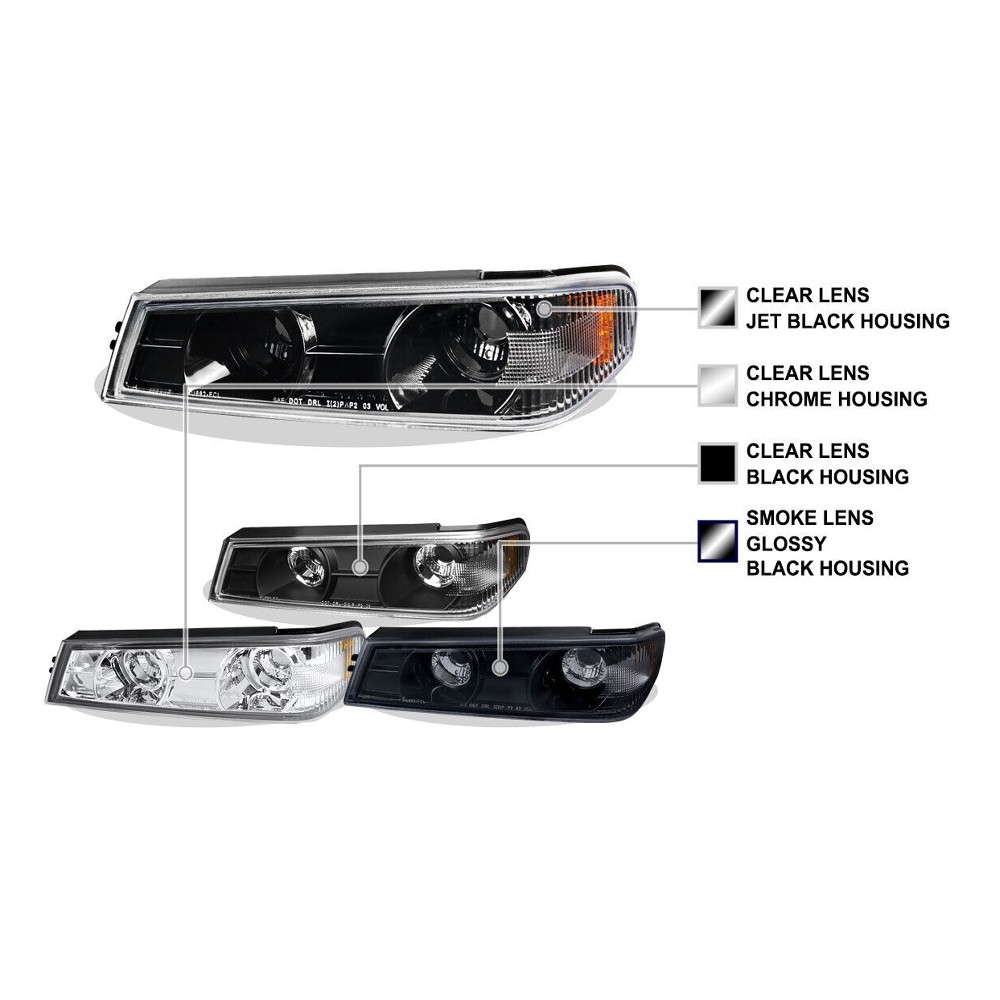 CLEAR LENS
JET BLACK HOUSING
CLEAR LENS
CHROME HOUSING
CLEAR LENS
BLACK HOUSING
SMOKE LENS
GLOSSY
BLACK HOUSING
SAE DOT DRL I(2)P P2 03 VOL